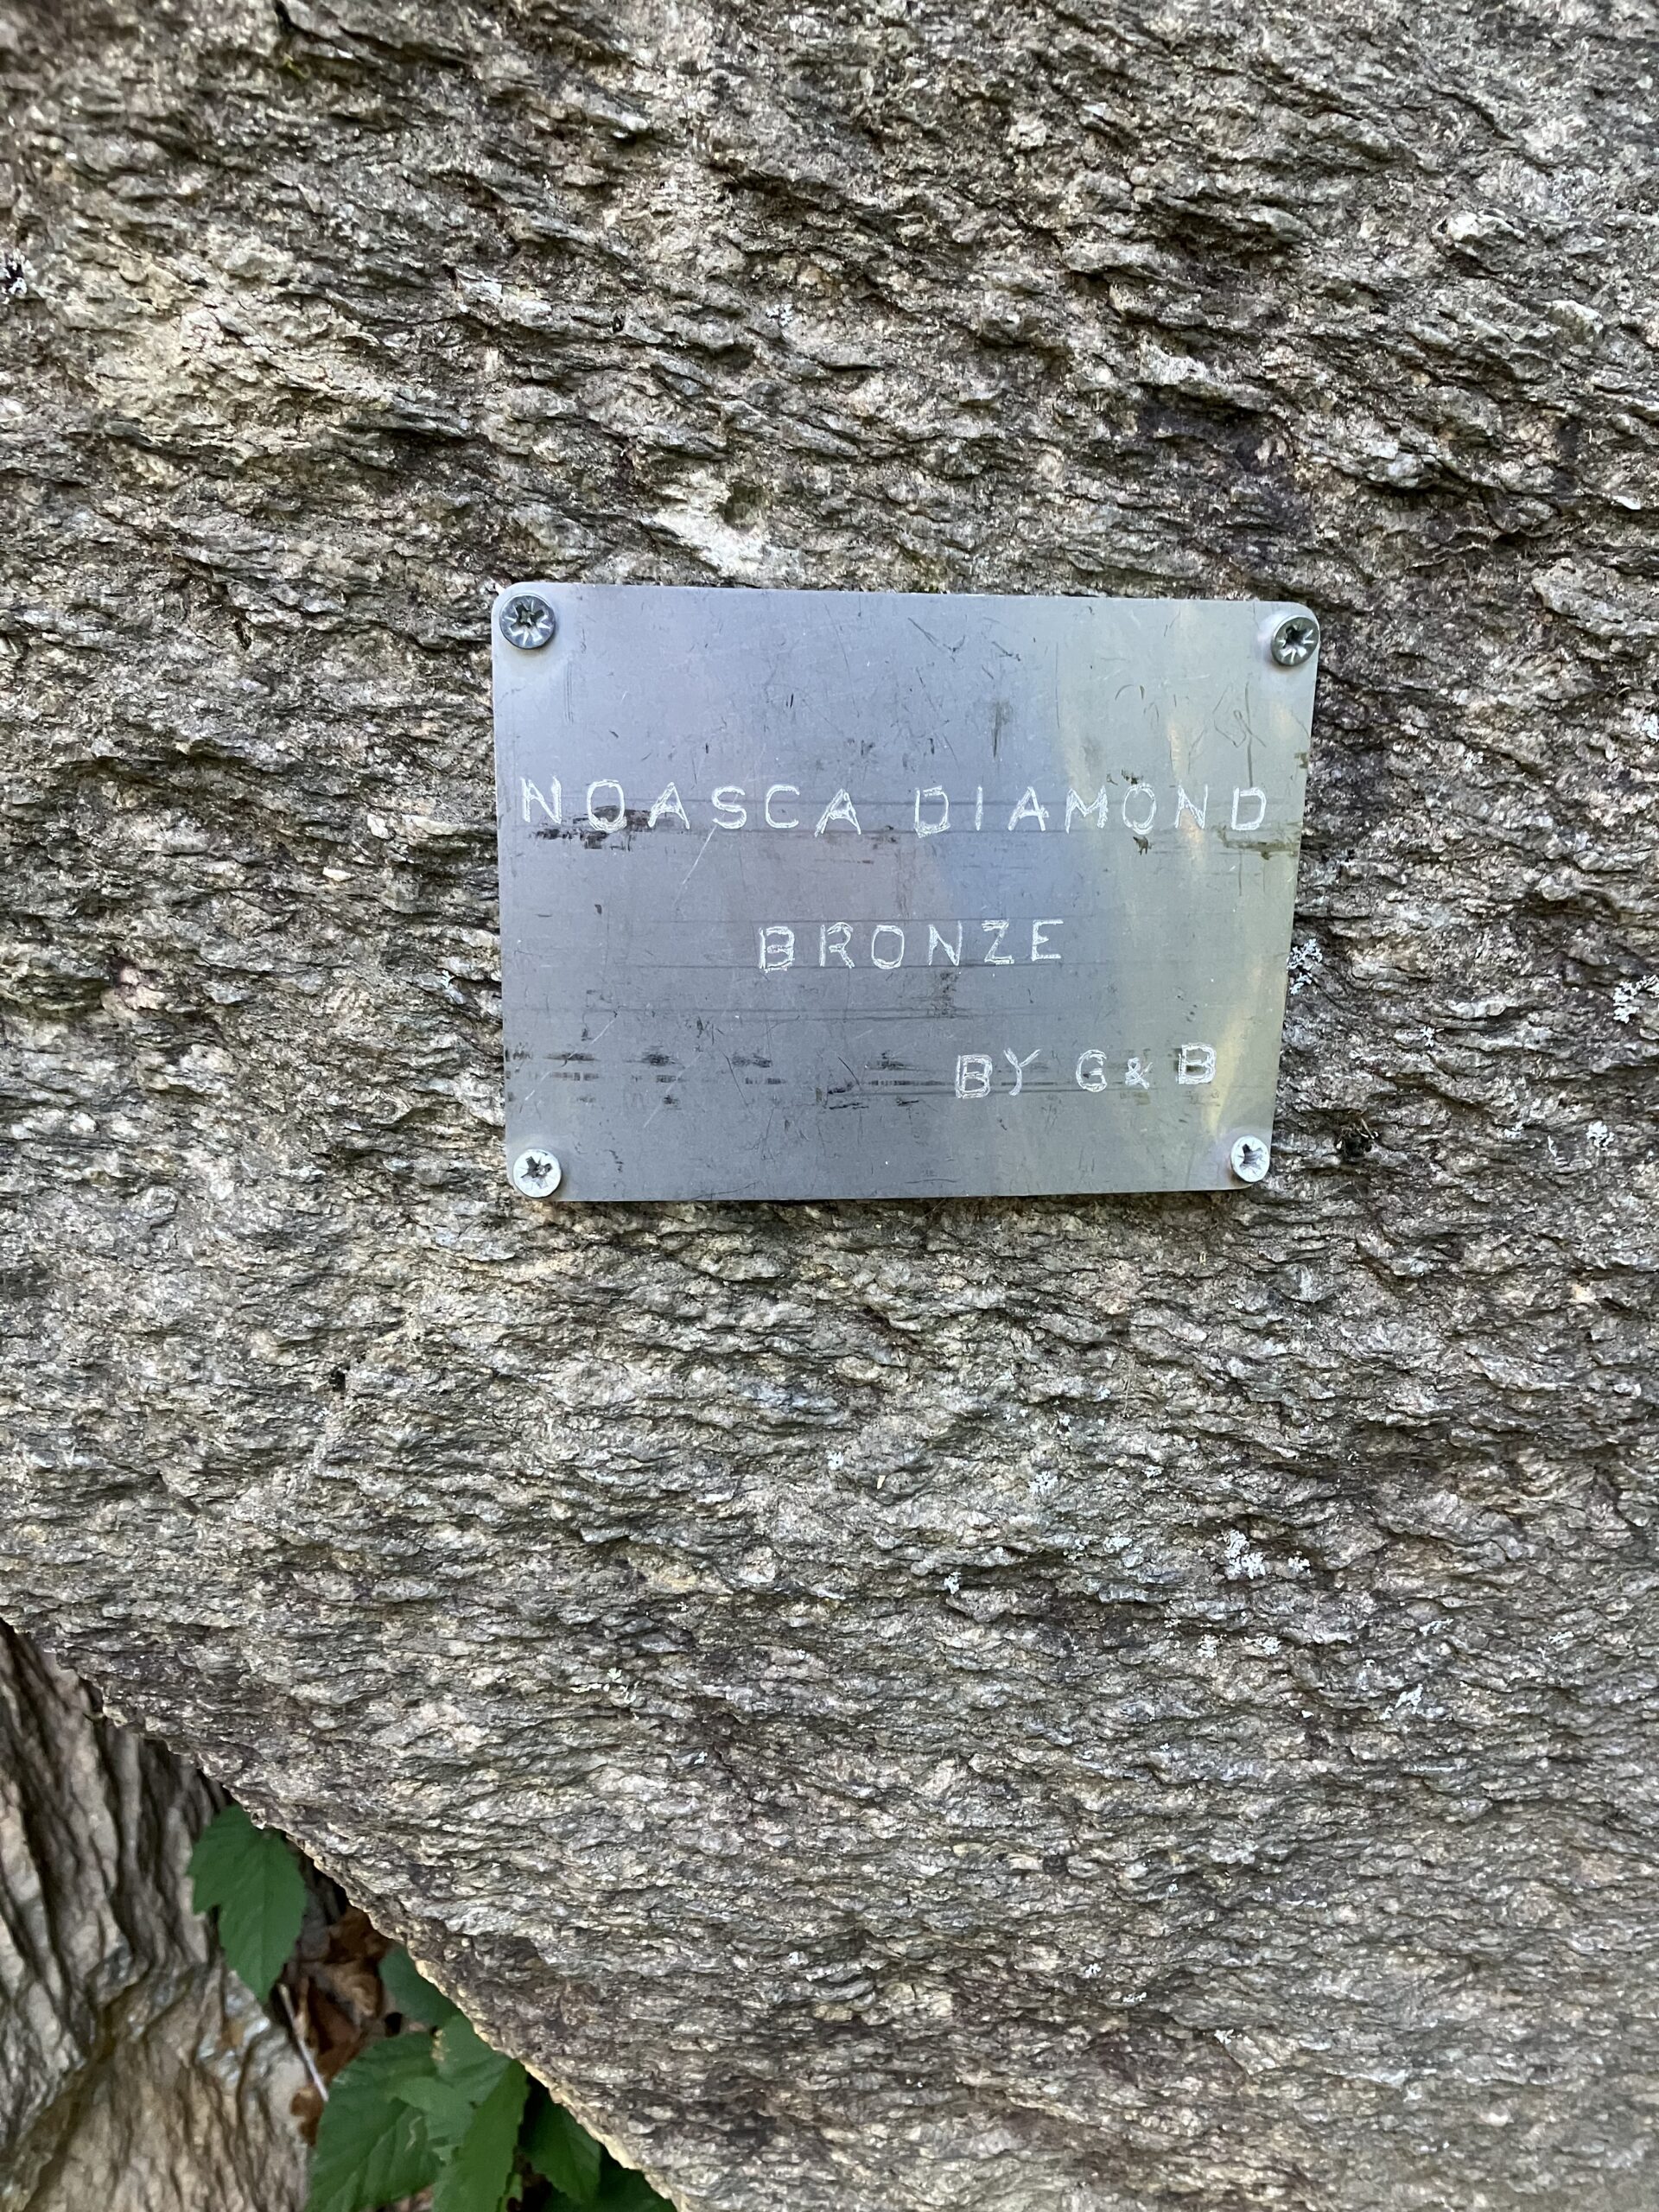 NOASCA DIAMOND
BRONZE
BY G & B